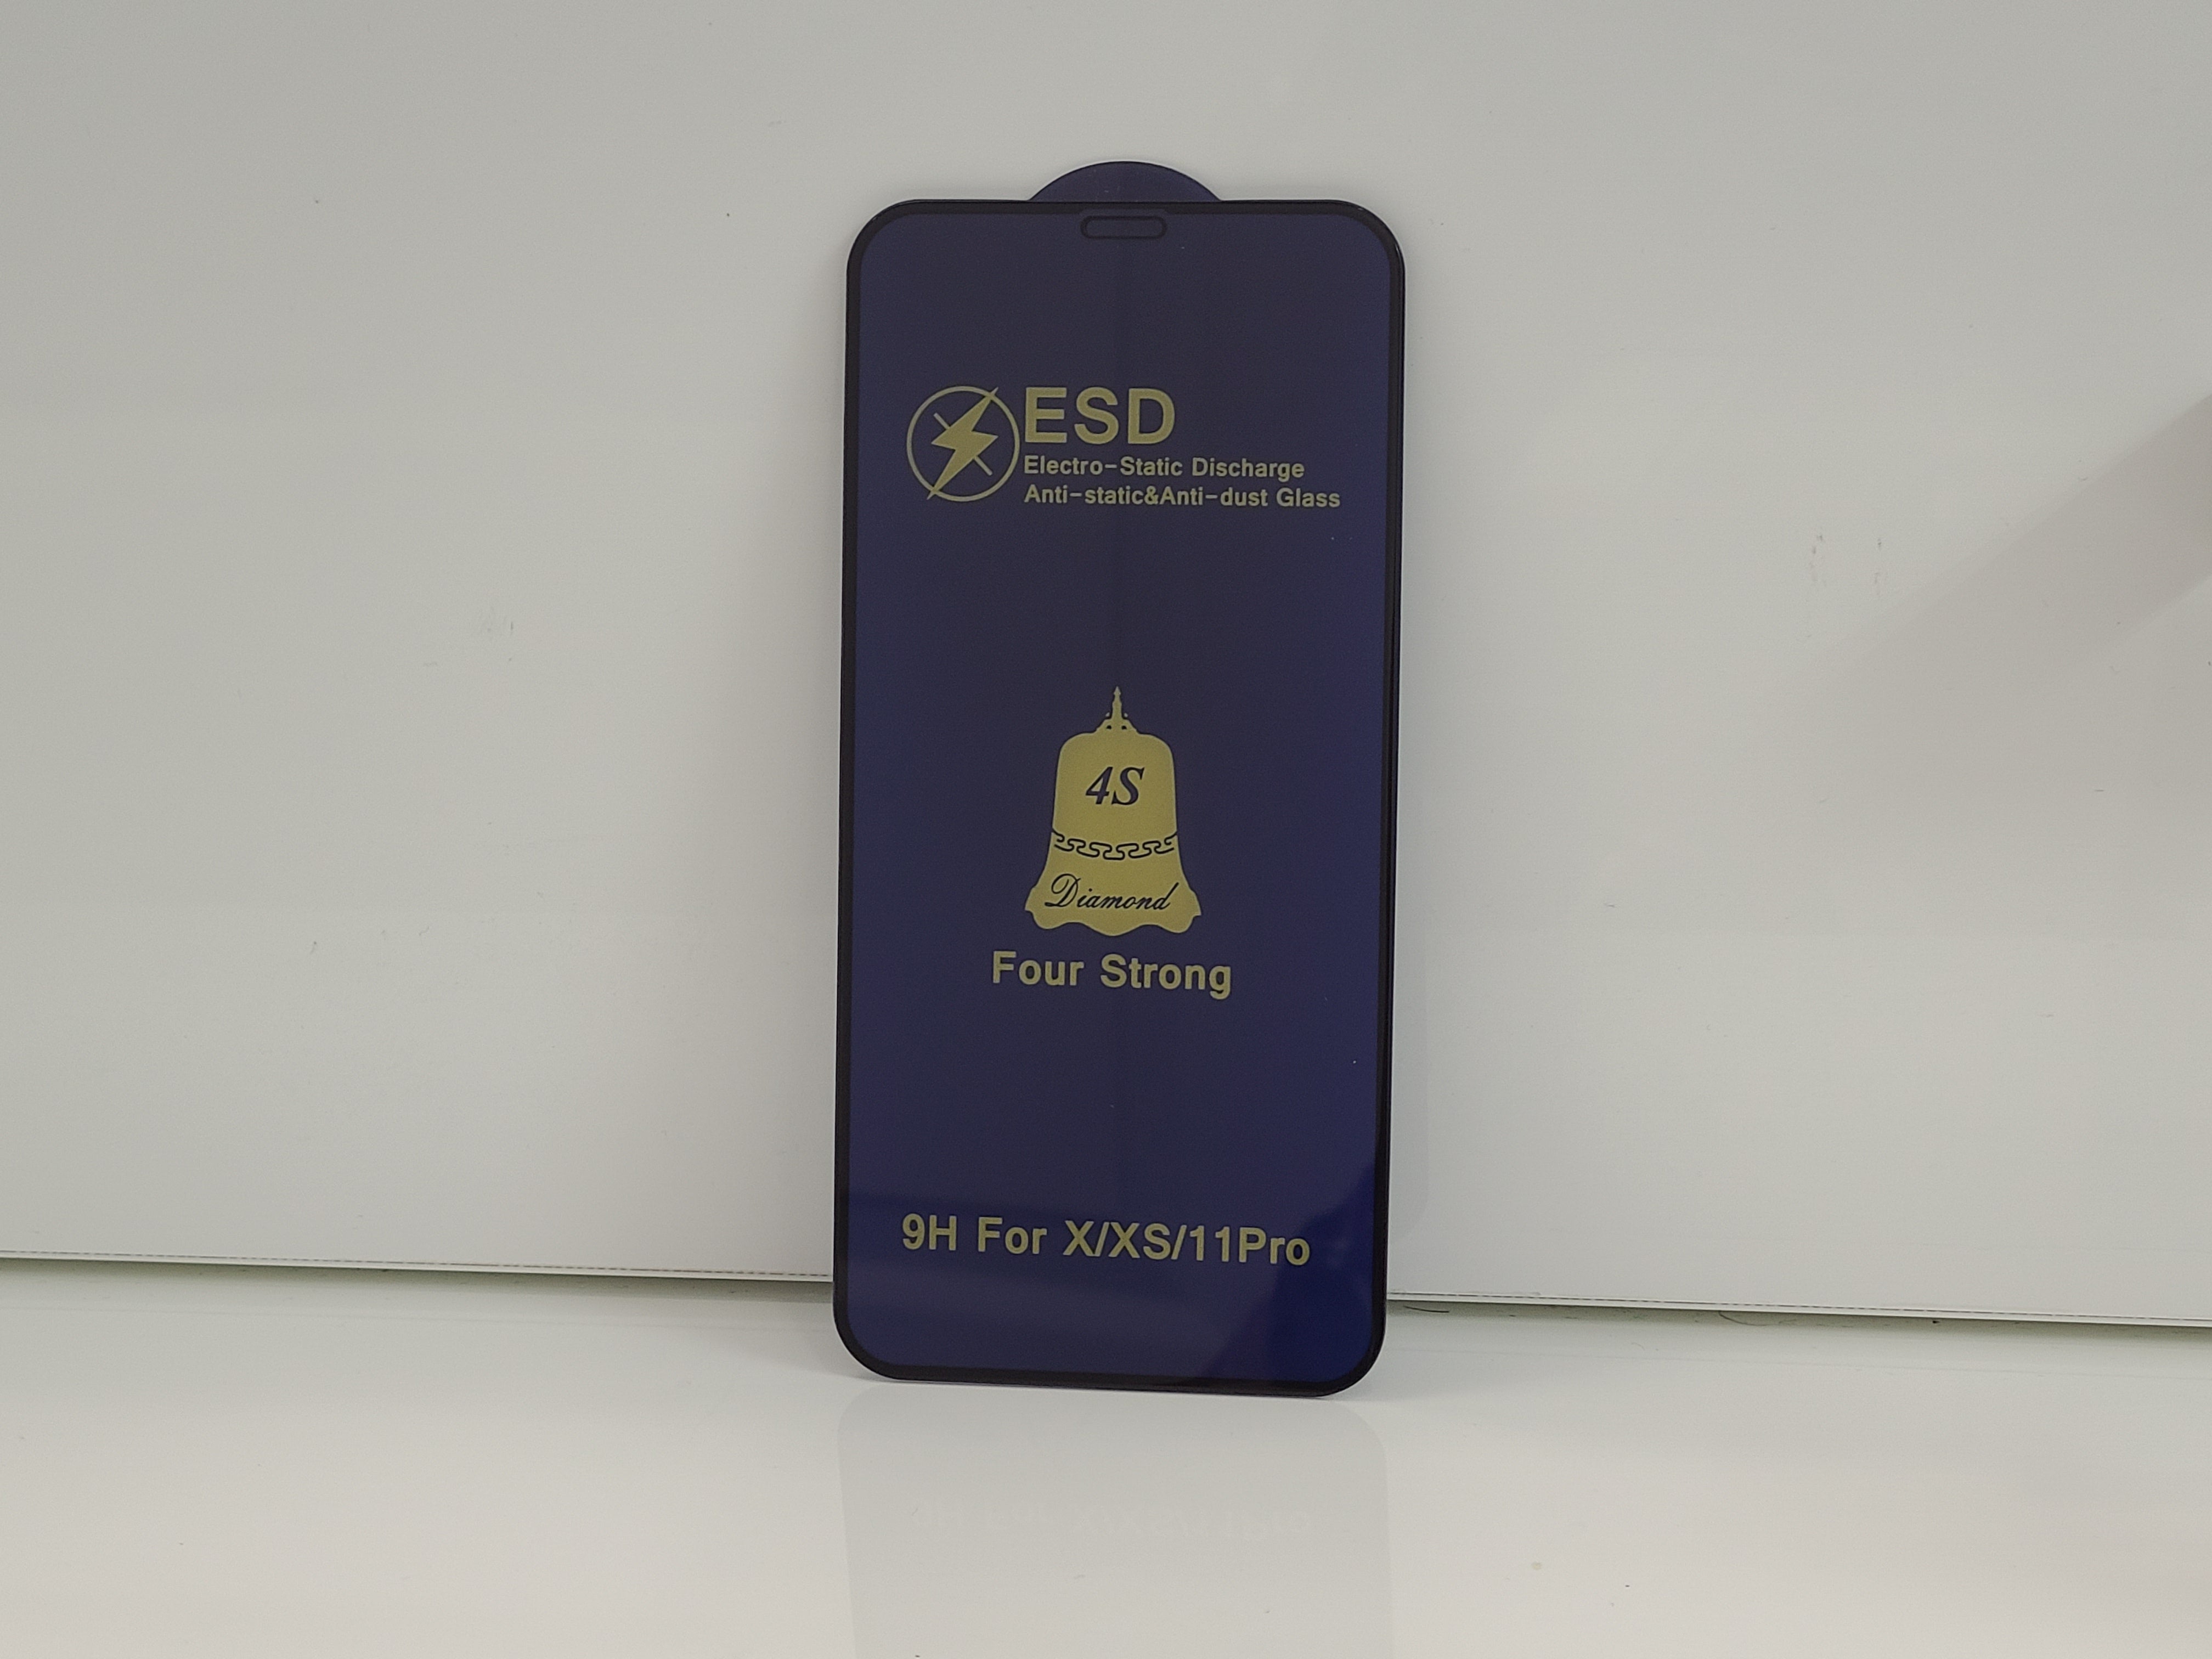 ESD
Electro-Static Discharge
Anti-static&Anti-dust Glass
4S
Diamond
Four Strong
9H For X/XS/11Pro